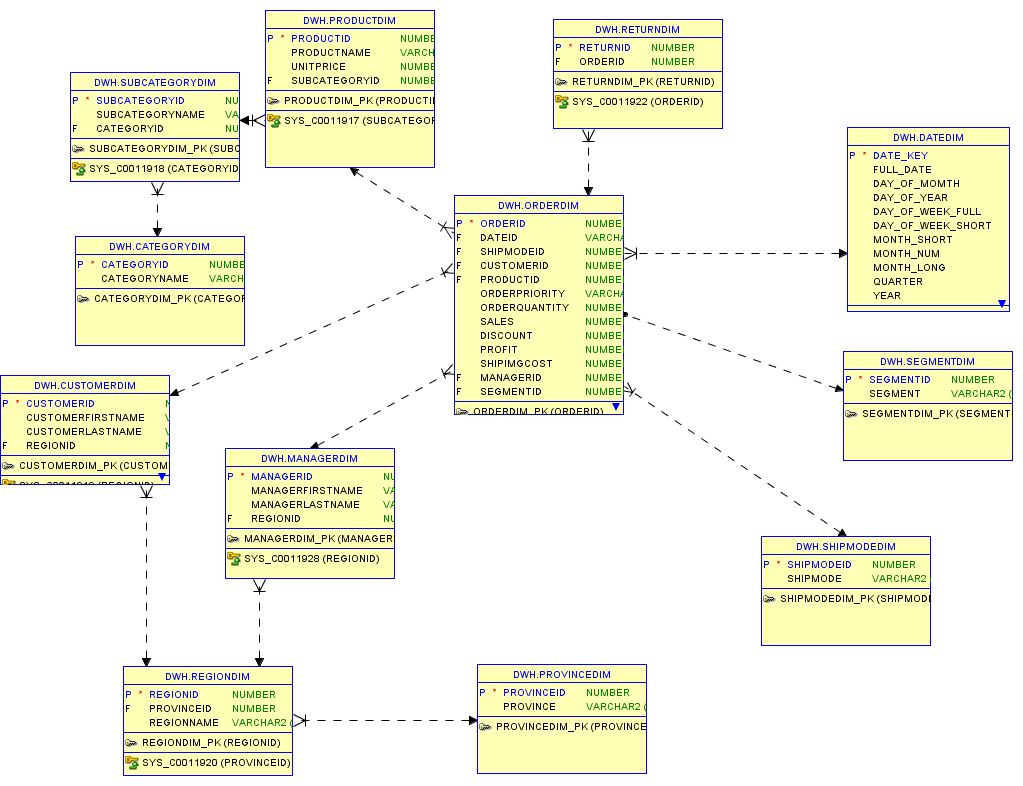 DWH.PRODUCTDIM
P * PRODUCTID NUMBE
PRODUCTNAME VARCH
UNITPRICE NUMBE
F SUBCATEGORYID NUMBE
PRODUCTDIM_PK (PRODUCTI
SYS_C0011917 (SUBCATEGOR
DWH.RETURNDIM
P * RETURNID NUMBER
F ORDERID NUMBER
RETURNDIM_PK (RETURNID)
SYS_C0011922 (ORDERID)
DWH.SUBCATEGORYDIM
P * SUBCATEGORYID NU
SUBCATEGORYNAME VA
F CATEGORYID NU
SUBCATEGORYDIM_PK (SUBC
SYS_C0011918 (CATEGORYID
DWH.DATEDIM
P * DATE_KEY
FULL_DATE
DAY_OF_MOMTH
DAY_OF_YEAR
DAY_OF_WEEK_FULL
DAY_OF_WEEK_SHORT
MONTH_SHORT
MONTH_NUM
MONTH_LONG
QUARTER
YEAR
DWH.ORDERDIM
P * ORDERID NUMBE
F DATEID VARCHA
F SHIPMODEID NUMBE
F CUSTOMERID NUMBE
F PRODUCTID NUMBE
ORDERPRIORITY VARCHA
ORDERQUANTITY NUMBE
SALES NUMBE
DISCOUNT NUMBE
PROFIT NUMBE
SHIPIMGCOST NUMBE
F MANAGERID NUMBE
F SEGMENTID NUMBE
ORDERDIM_PK (ORDERID)
DWH.CATEGORYDIM
P * CATEGORYID NUMBE
CATEGORYNAME VARCH
CATEGORYDIM_PK (CATEGOR
DWH.SEGMENTDIM
P * SEGMENTID NUMBER
SEGMENT VARCHAR2 (
SEGMENTDIM_PK (SEGMENT
DWH.CUSTOMERDIM
P * CUSTOMERID N
CUSTOMERFIRSTNAME V
CUSTOMERLASTNAME V
F REGIONID N
CUSTOMERDIM_PK (CUSTOM
DWH.MANAGERDIM
P * MANAGERID NU
MANAGERFIRSTNAME VA
MANAGERLASTNAME VA
F REGIONID NU
MANAGERDIM_PK (MANAGER
SYS_C0011928 (REGIONID)
DWH.SHIPMODEDIM
P * SHIPMODEID NUMBER
SHIPMODE VARCHAR2
SHIPMODEDIM_PK (SHIPMODI
DWH.REGIONDIM
P * REGIONID NUMBER
F PROVINCEID NUMBER
REGIONNAME VARCHAR2 (
REGIONDIM_PK (REGIONID)
SYS_C0011920 (PROVINCEID)
DWH.PROVINCEDIM
P * PROVINCEID NUMBER
PROVINCE VARCHAR2 (
PROVINCEDIM_PK (PROVINCE